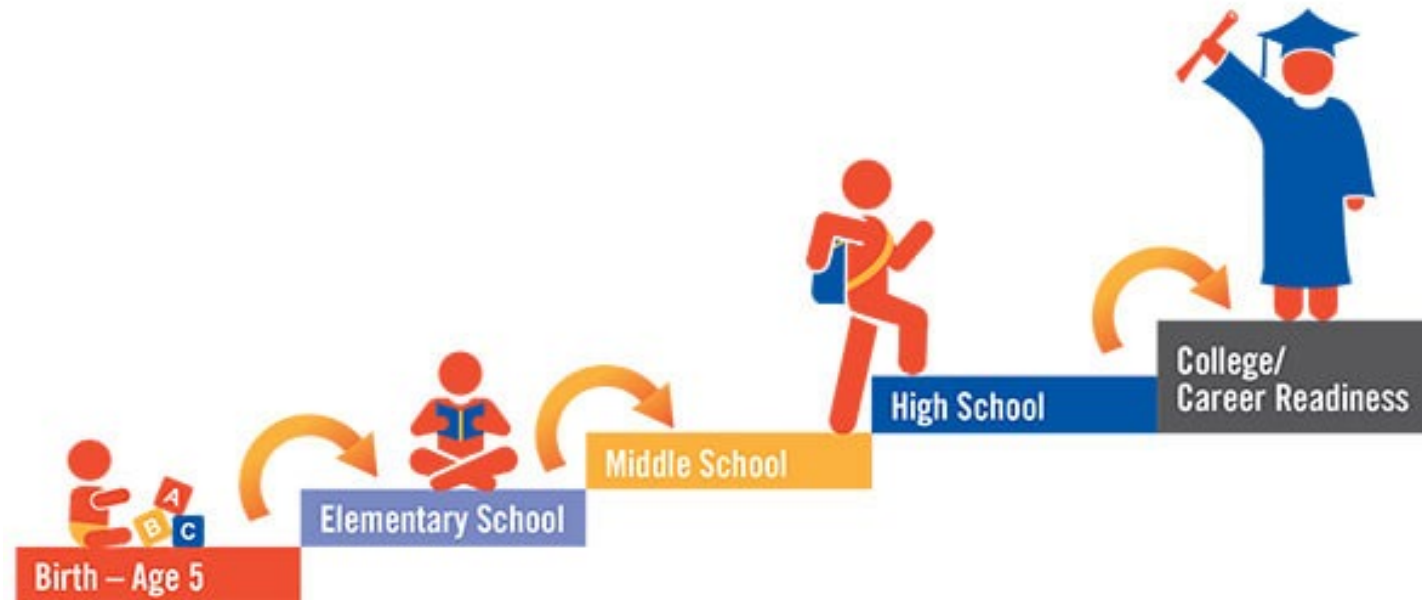 A
B
C
Birth – Age 5
Elementary School
Middle School
High School
College/
Career Readiness